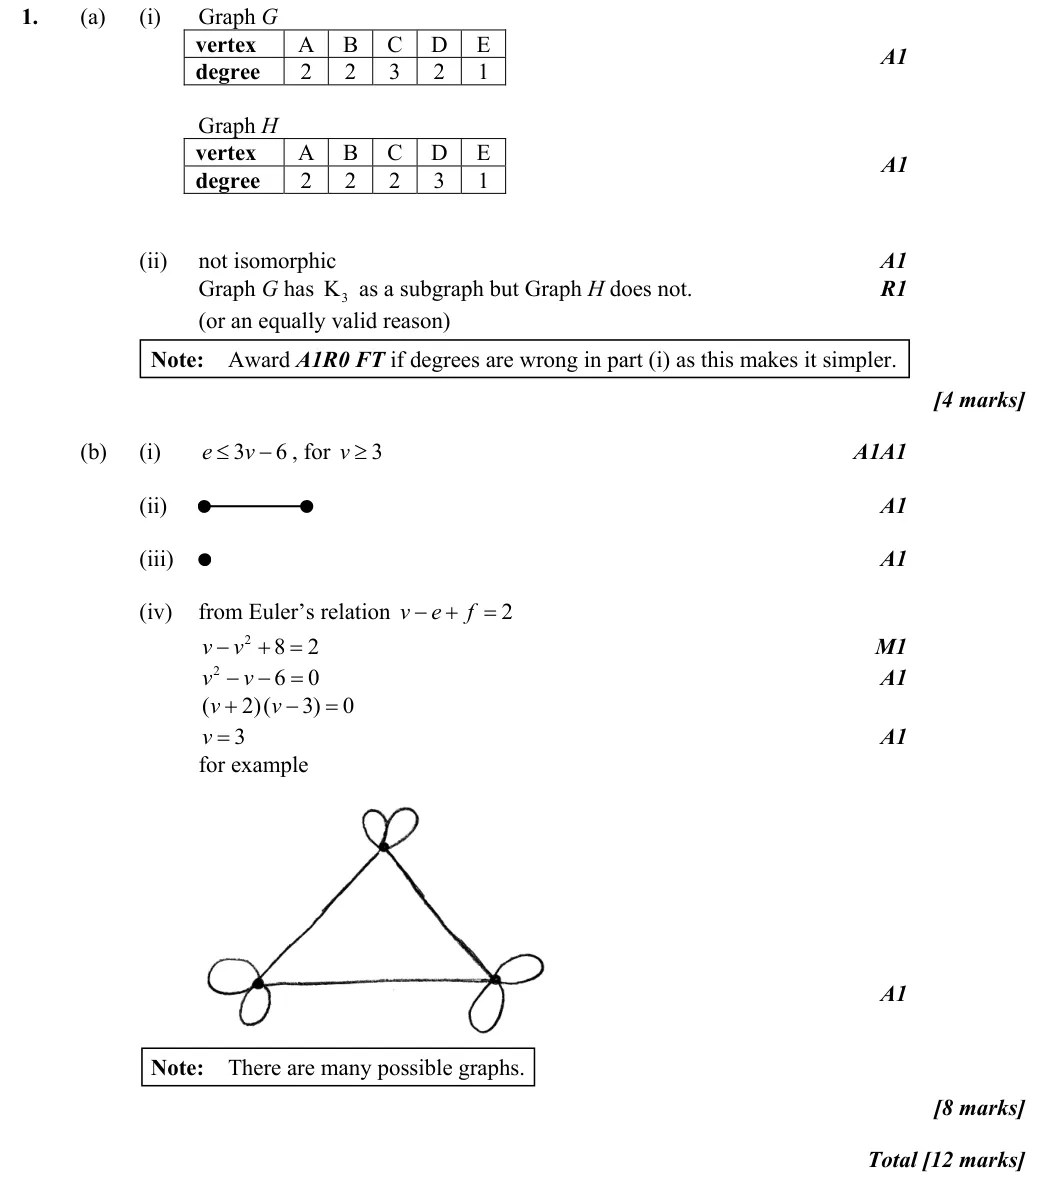 1. (a) (i) Graph G
vertex A B C D E
degree 2 2 3 2 1
A1
Graph H
vertex A B C D E
degree 2 2 2 3 1
A1
(ii) not isomorphic A1
Graph G has K₃ as a subgraph but Graph H does not. R1
(or an equally valid reason)
Note: Award A1R0 FT if degrees are wrong in part (i) as this makes it simpler.
[4 marks]
(b) (i) e ≤ 3v − 6 , for v ≥ 3 A1A1
(ii) A1
(iii) A1
(iv) from Euler's relation v − e + f = 2
v − v² + 8 = 2 M1
v² − v − 6 = 0 A1
(v + 2)(v − 3) = 0
v = 3 A1
for example
A1
Note: There are many possible graphs.
[8 marks]
Total [12 marks]